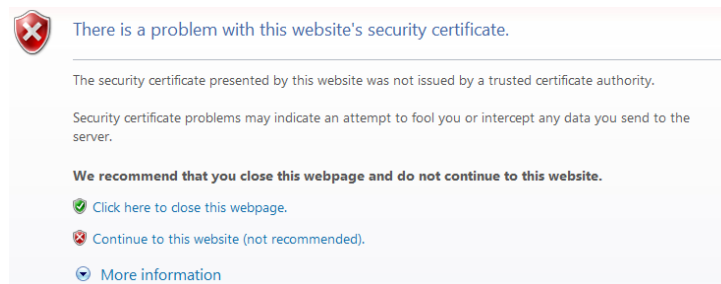 There is a problem with this website's security certificate.
The security certificate presented by this website was not issued by a trusted certificate authority.
Security certificate problems may indicate an attempt to fool you or intercept any data you send to the
server.
We recommend that you close this webpage and do not continue to this website.
Click here to close this webpage.
Continue to this website (not recommended).
More information